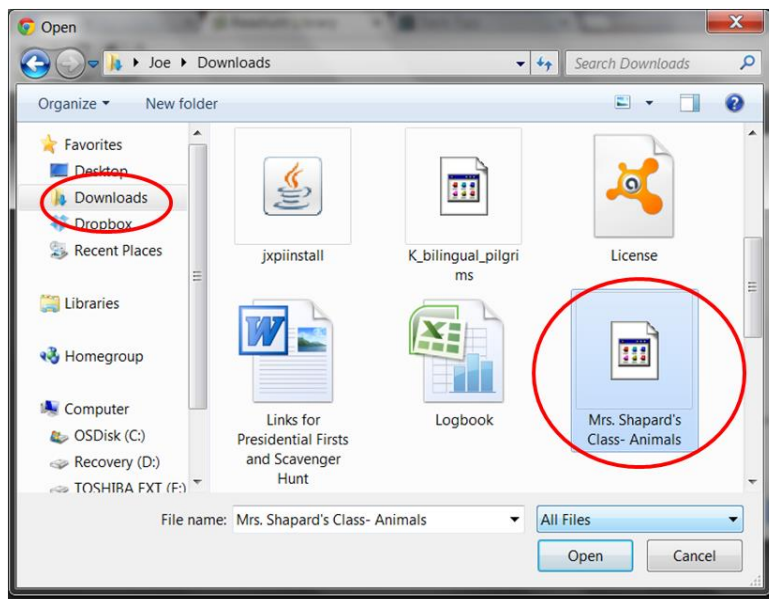 Open
Joe Downloads
Search Downloads
Organize New folder
Favorites
Desktop
Downloads
Dropbox
Recent Places
Libraries
Homegroup
Computer
OSDisk (C:)
Recovery (D:)
TOSHIBA EXT (E:)
jxpiinstall
K_bilingual_pilgri
ms
License
Links for
Presidential Firsts
and Scavenger
Hunt
Logbook
Mrs. Shapard's
Class- Animals
File name: Mrs. Shapard's Class- Animals
All Files
Open Cancel